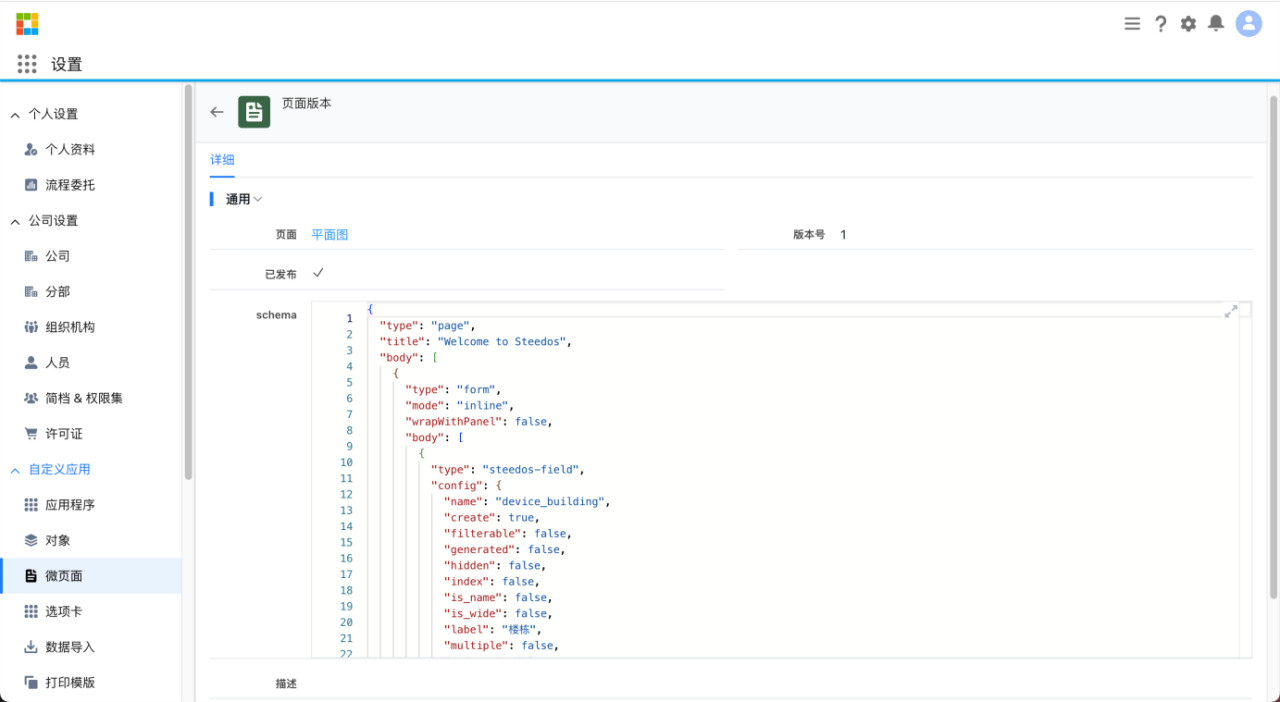 设置
个人设置
个人资料
流程委托
公司设置
公司
分部
组织机构
人员
简档 & 权限集
许可证
自定义应用
应用程序
对象
微页面
选项卡
数据导入
打印模版
页面版本
详细
通用
页面 平面图 版本号 1
已发布
schema
1 {
2 "type": "page",
3 "title": "Welcome to Steedos",
4 "body": [
5 {
6 "type": "form",
7 "mode": "inline",
8 "wrapWithPanel": false,
9 "body": [
10 {
11 "type": "steedos-field",
12 "config": {
13 "name": "device_building",
14 "create": true,
15 "filterable": false,
16 "generated": false,
17 "hidden": false,
18 "index": false,
19 "is_name": false,
20 "is_wide": false,
21 "label": "楼栋",
22 "multiple": false,
描述